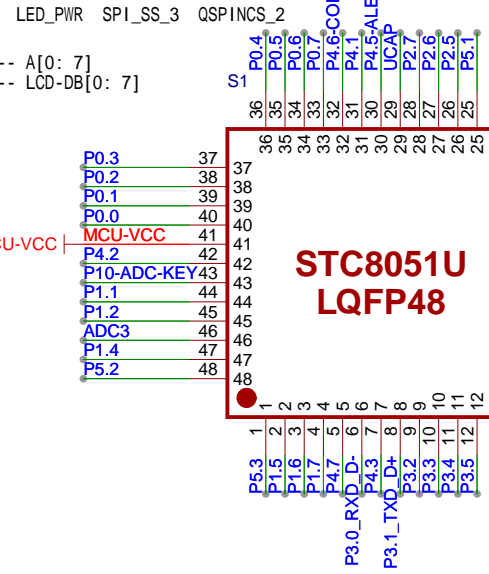 LED_PWR SPI_SS_3 QSPINCS_2
-- A[0: 7]
-- LCD-DB[0: 7]
S1
P0.4 P0.5 P0.6 P0.7 P4.1 UCAP P2.7 P2.6 P2.5 P5.1
36 35 34 33 32 31 30 29 28 27 26 25
36 35 34 33 32 31 30 29 28 27 26 25
P0.3 37 37
P0.2 38 38
P0.1 39 39
P0.0 40 40
MCU-VCC 41 41
P4.2 42 42
P10-ADC-KEY 43 43
P1.1 44 44
P1.2 45 45
ADC3 46 46
P1.4 47 47
P5.2 48 48
STC8051U
LQFP48
1 2 3 4 5 6 7 8 9 10 11 12
1 2 3 4 5 6 7 8 9 10 11 12
P5.3 P1.5 P1.6 P1.7 P4.7 P3.0_RXD_D- P4.3 P3.1_TXD_D+ P3.2 P3.3 P3.4 P3.5